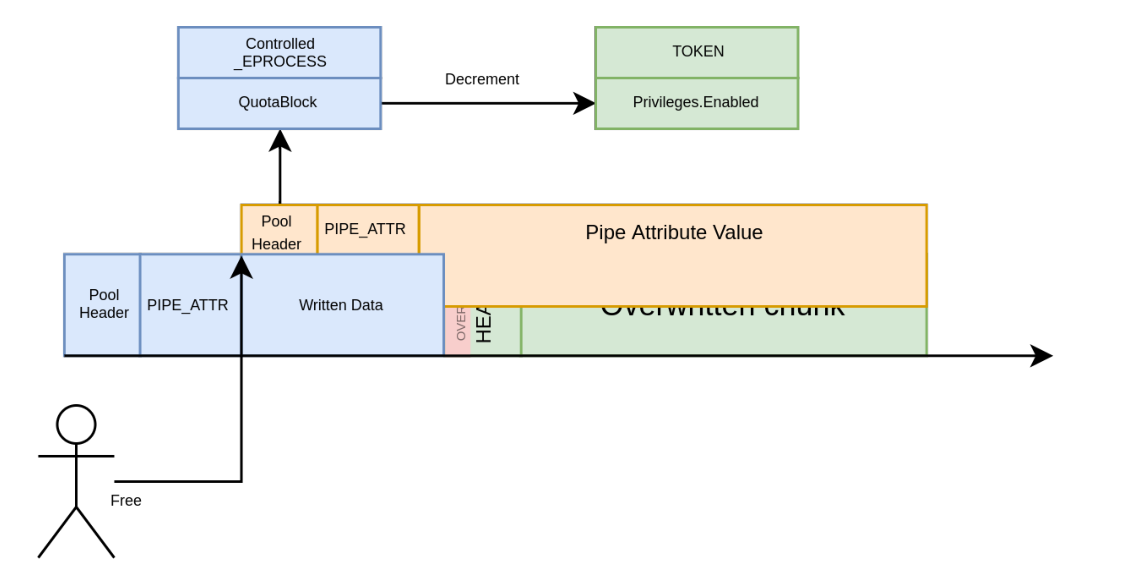 Controlled
_EPROCESS
TOKEN
Decrement
QuotaBlock
Privileges.Enabled
Pool
Header
PIPE_ATTR
Pipe Attribute Value
Pool
Header
PIPE_ATTR
Written Data
OVER
HEA
Overwritten chunk
Free